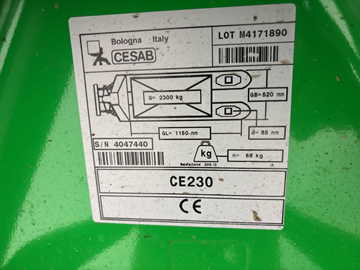 Bologna - Italy
CESAB
LOT M4171890
Q= 2300 kg
GB=520 mm
GL= 1150 mm
Ø= 85 mm
S/N 4047440
kg
m= 68 kg
CE230
CE